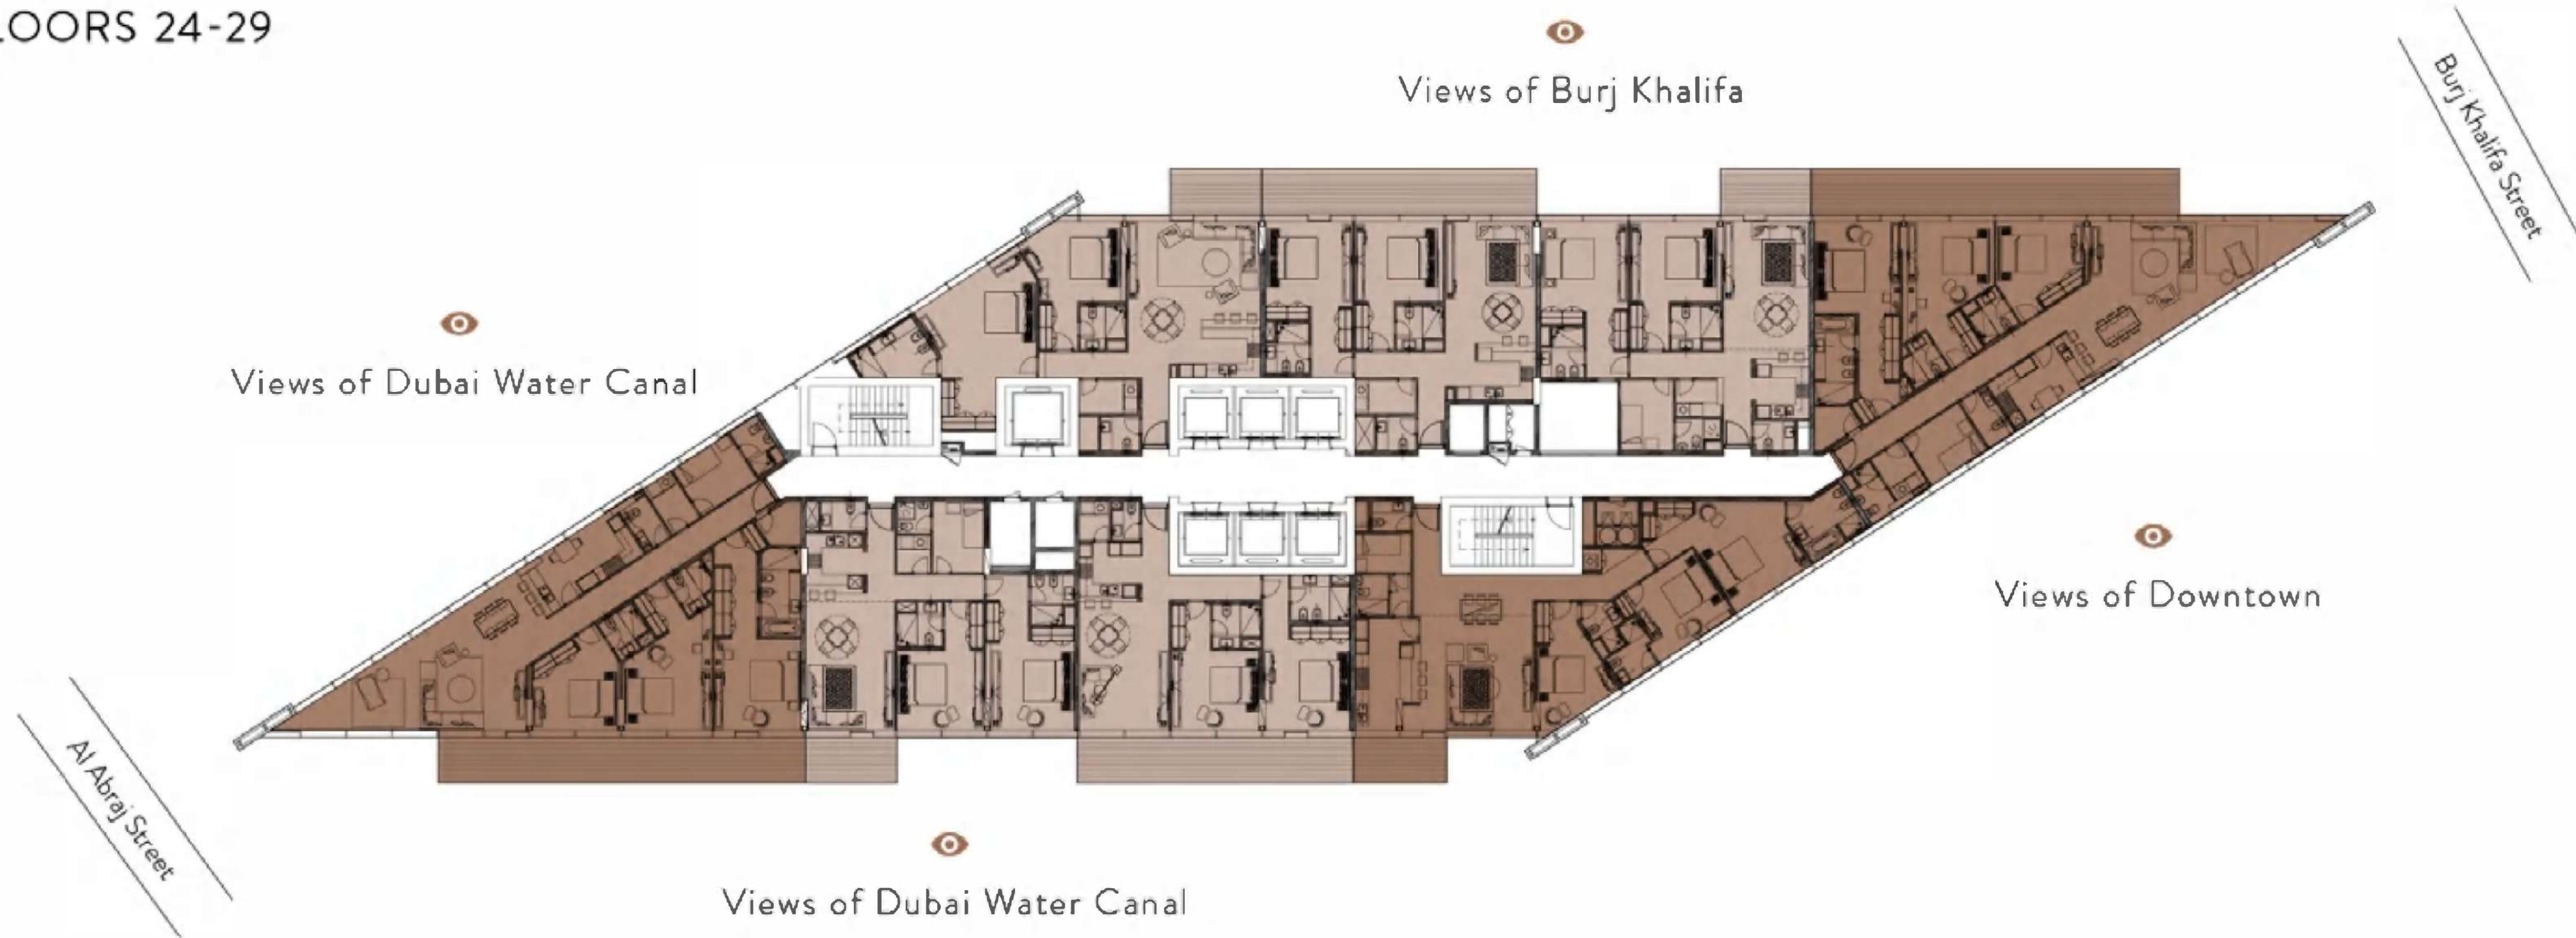 LOORS 24-29
Views of Burj Khalifa
Burj Khalifa Street
Views of Dubai Water Canal
Views of Downtown
Al Abraj Street
Views of Dubai Water Canal